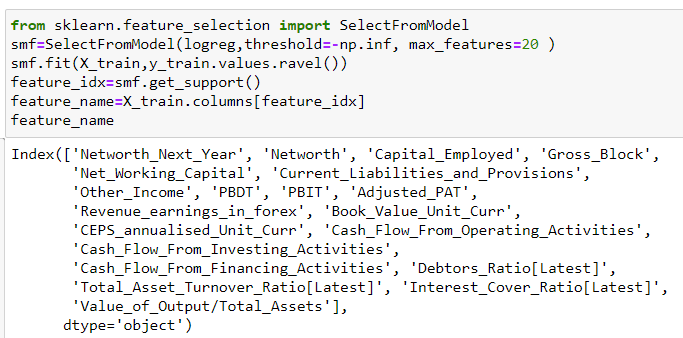 from sklearn.feature_selection import SelectFromModel
smf=SelectFromModel(logreg,threshold=-np.inf, max_features=20 )
smf.fit(X_train,y_train.values.ravel())
feature_idx=smf.get_support()
feature_name=X_train.columns[feature_idx]
feature_name
Index(['Networth_Next_Year', 'Networth', 'Capital_Employed', 'Gross_Block',
'Net_Working_Capital', 'Current_Liabilities_and_Provisions',
'Other_Income', 'PBDT', 'PBIT', 'Adjusted_PAT',
'Revenue_earnings_in_forex', 'Book_Value_Unit_Curr',
'CEPS_annualised_Unit_Curr', 'Cash_Flow_From_Operating_Activities',
'Cash_Flow_From_Investing_Activities',
'Cash_Flow_From_Financing_Activities', 'Debtors_Ratio[Latest]',
'Total_Asset_Turnover_Ratio[Latest]', 'Interest_Cover_Ratio[Latest]',
'Value_of_Output/Total_Assets'],
dtype='object')